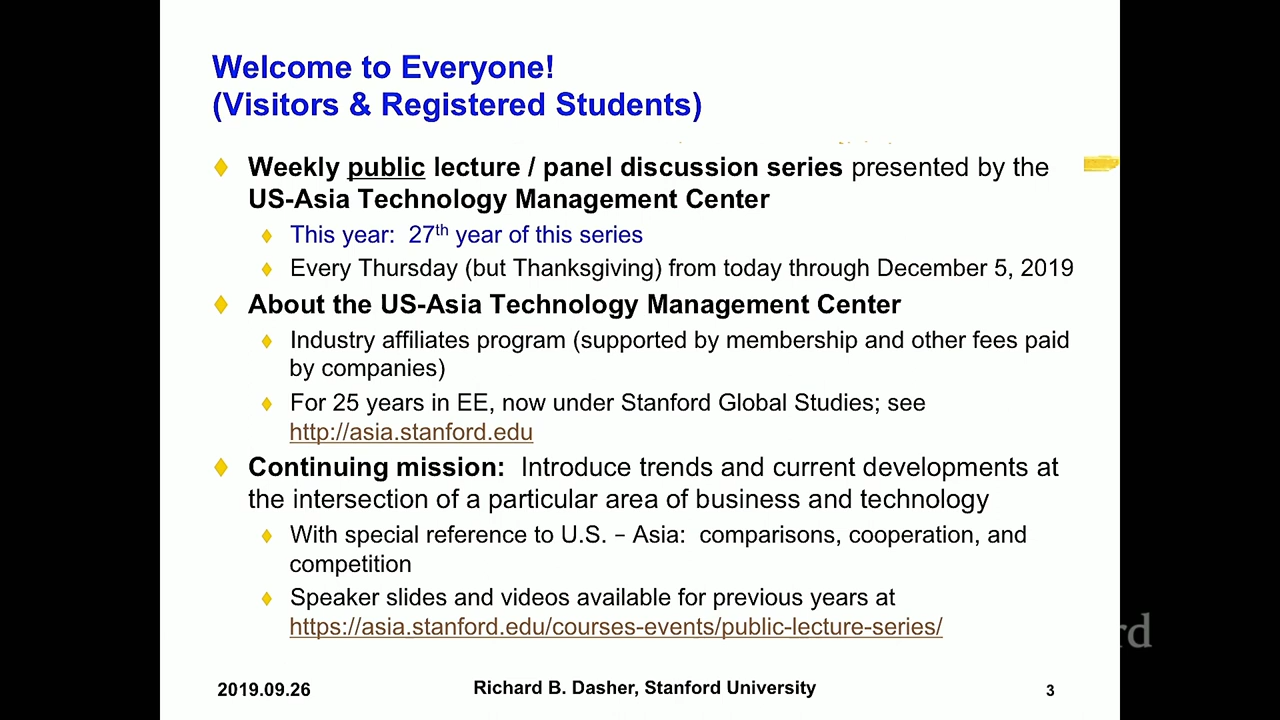 Welcome to Everyone!
(Visitors & Registered Students)
Weekly public lecture / panel discussion series presented by the
US-Asia Technology Management Center
This year: 27th year of this series
Every Thursday (but Thanksgiving) from today through December 5, 2019
About the US-Asia Technology Management Center
Industry affiliates program (supported by membership and other fees paid
by companies)
For 25 years in EE, now under Stanford Global Studies; see
http://asia.stanford.edu
Continuing mission: Introduce trends and current developments at
the intersection of a particular area of business and technology
With special reference to U.S. – Asia: comparisons, cooperation, and
competition
Speaker slides and videos available for previous years at
https://asia.stanford.edu/courses-events/public-lecture-series/
rd
2019.09.26
Richard B. Dasher, Stanford University
3